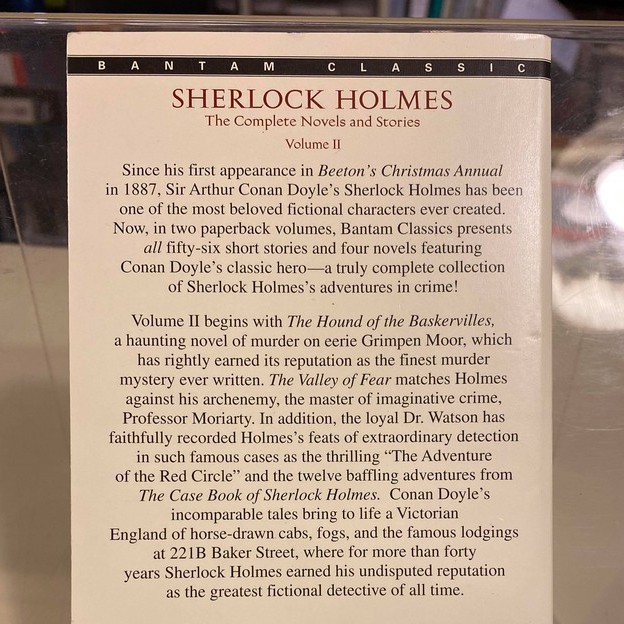 BANTAM CLASSIC
SHERLOCK HOLMES
The Complete Novels and Stories
Volume II
Since his first appearance in Beeton's Christmas Annual
in 1887, Sir Arthur Conan Doyle's Sherlock Holmes has been
one of the most beloved fictional characters ever created.
Now, in two paperback volumes, Bantam Classics presents
all fifty-six short stories and four novels featuring
Conan Doyle's classic hero—a truly complete collection
of Sherlock Holmes's adventures in crime!
Volume II begins with The Hound of the Baskervilles,
a haunting novel of murder on eerie Grimpen Moor, which
has rightly earned its reputation as the finest murder
mystery ever written. The Valley of Fear matches Holmes
against his archenemy, the master of imaginative crime,
Professor Moriarty. In addition, the loyal Dr. Watson has
faithfully recorded Holmes's feats of extraordinary detection
in such famous cases as the thrilling "The Adventure
of the Red Circle" and the twelve baffling adventures from
The Case Book of Sherlock Holmes. Conan Doyle's
incomparable tales bring to life a Victorian
England of horse-drawn cabs, fogs, and the famous lodgings
at 221B Baker Street, where for more than forty
years Sherlock Holmes earned his undisputed reputation
as the greatest fictional detective of all time.